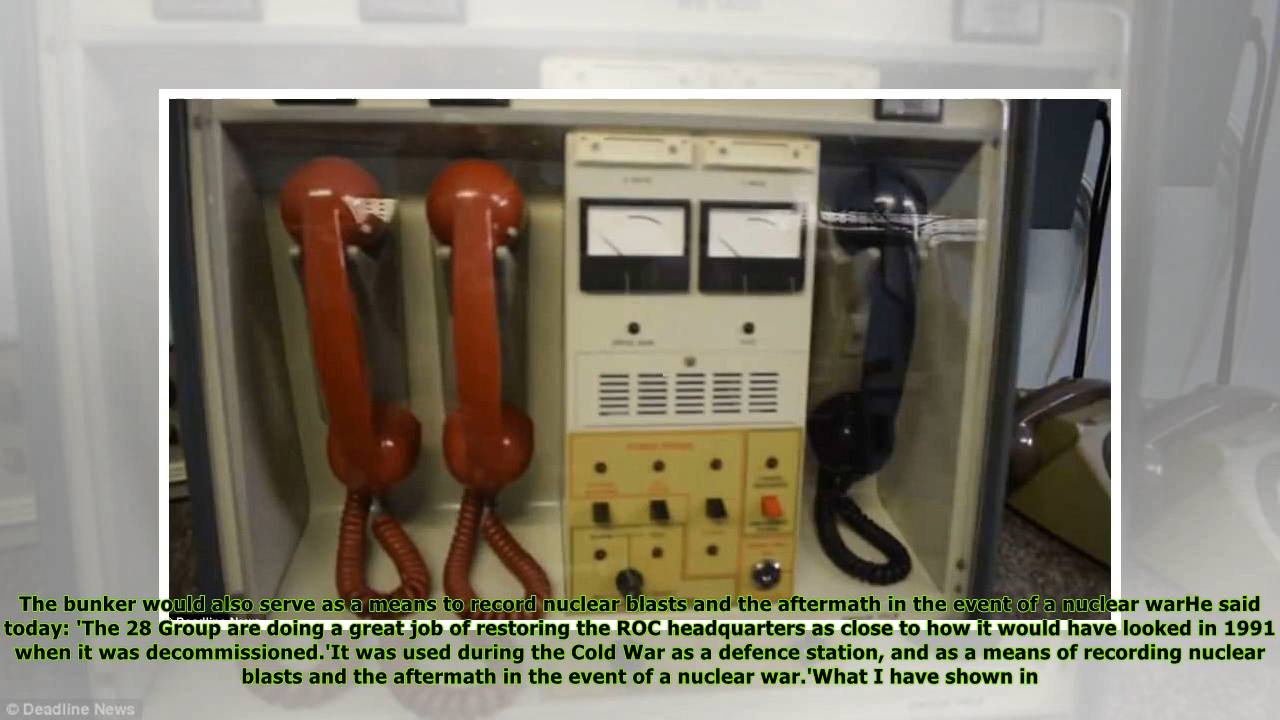 The bunker would also serve as a means to record nuclear blasts and the aftermath in the event of a nuclear warHe said
today: 'The 28 Group are doing a great job of restoring the ROC headquarters as close to how it would have looked in 1991
when it was decommissioned.'It was used during the Cold War as a defence station, and as a means of recording nuclear
blasts and the aftermath in the event of a nuclear war.'What I have shown in
© Deadline News